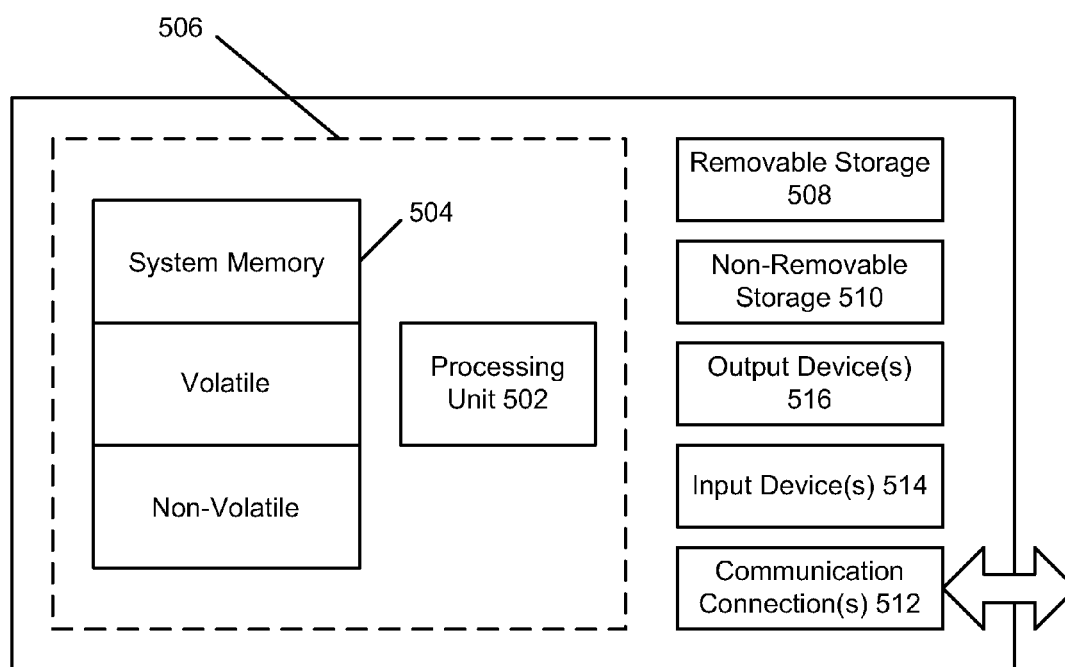 506
504
System Memory
Volatile
Non-Volatile
Processing
Unit 502
Removable Storage
508
Non-Removable
Storage 510
Output Device(s)
516
Input Device(s) 514
Communication
Connection(s) 512